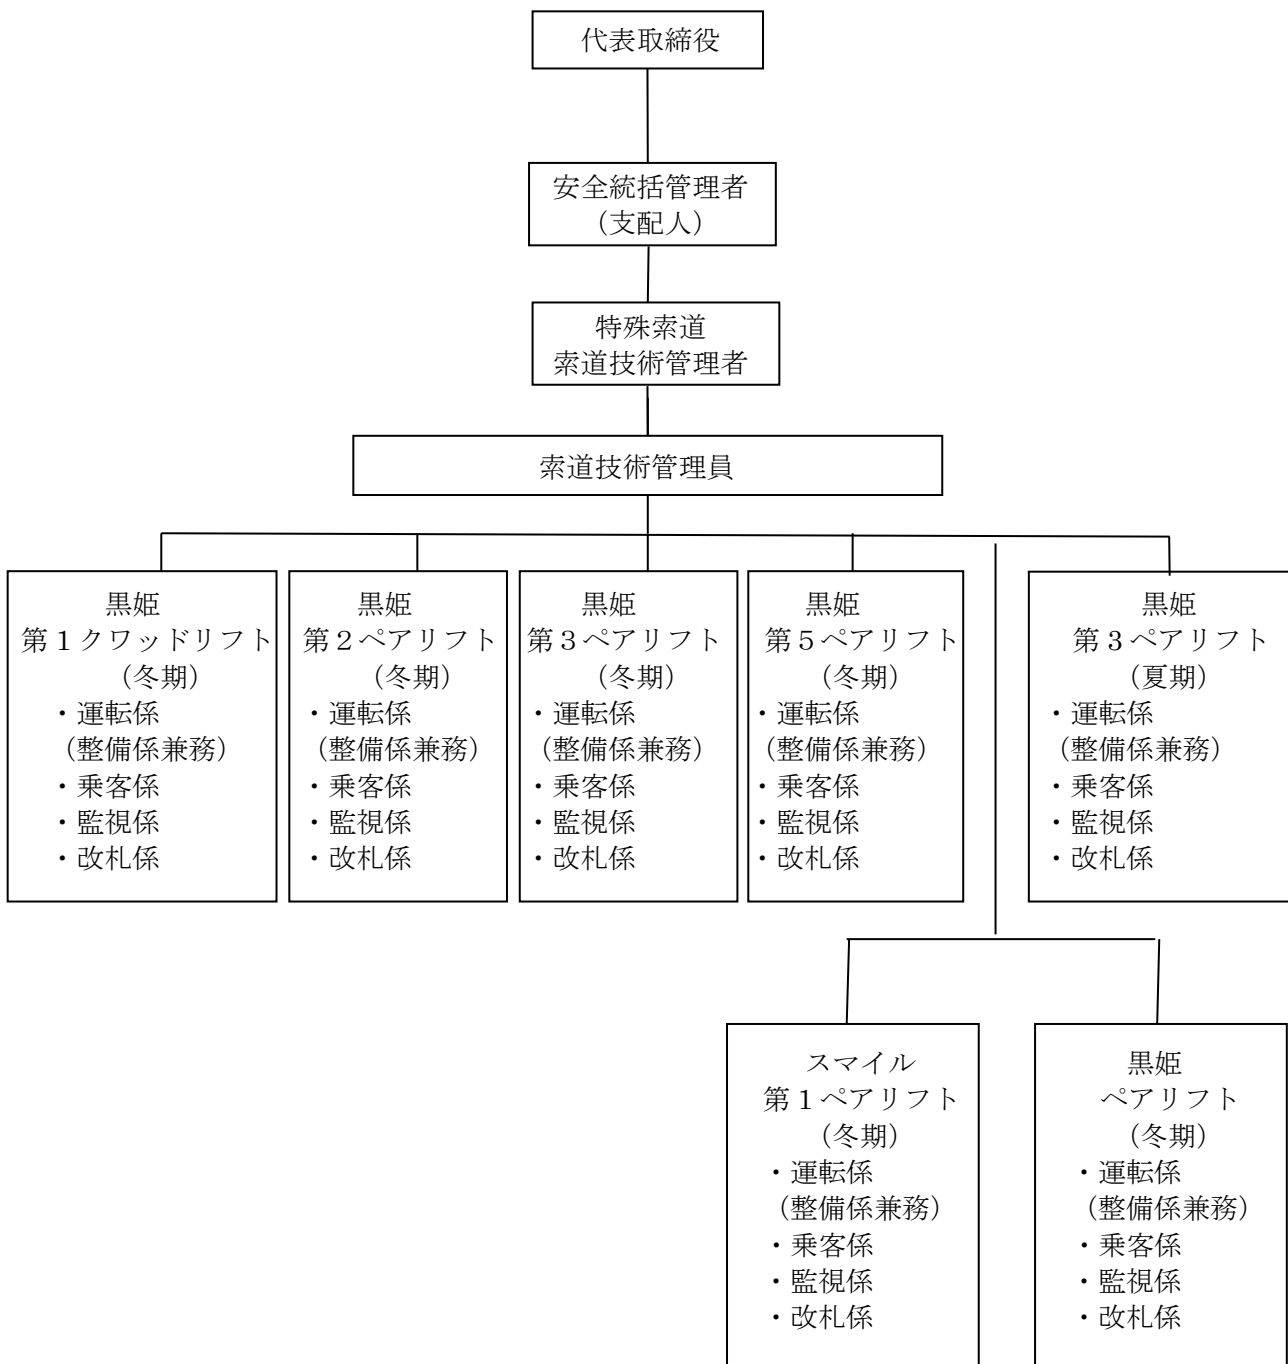 代表取締役
安全統括管理者
（支配人）
特殊索道
索道技術管理者
索道技術管理員
黒姫
第１クワッドリフト
（冬期）
・運転係
（整備係兼務）
・乗客係
・監視係
・改札係
黒姫
第２ペアリフト
（冬期）
・運転係
（整備係兼務）
・乗客係
・監視係
・改札係
黒姫
第３ペアリフト
（冬期）
・運転係
（整備係兼務）
・乗客係
・監視係
・改札係
黒姫
第５ペアリフト
（冬期）
・運転係
（整備係兼務）
・乗客係
・監視係
・改札係
黒姫
第３ペアリフト
（夏期）
・運転係
（整備係兼務）
・乗客係
・監視係
・改札係
スマイル
第１ペアリフト
（冬期）
・運転係
（整備係兼務）
・乗客係
・監視係
・改札係
黒姫
ペアリフト
（冬期）
・運転係
（整備係兼務）
・乗客係
・監視係
・改札係